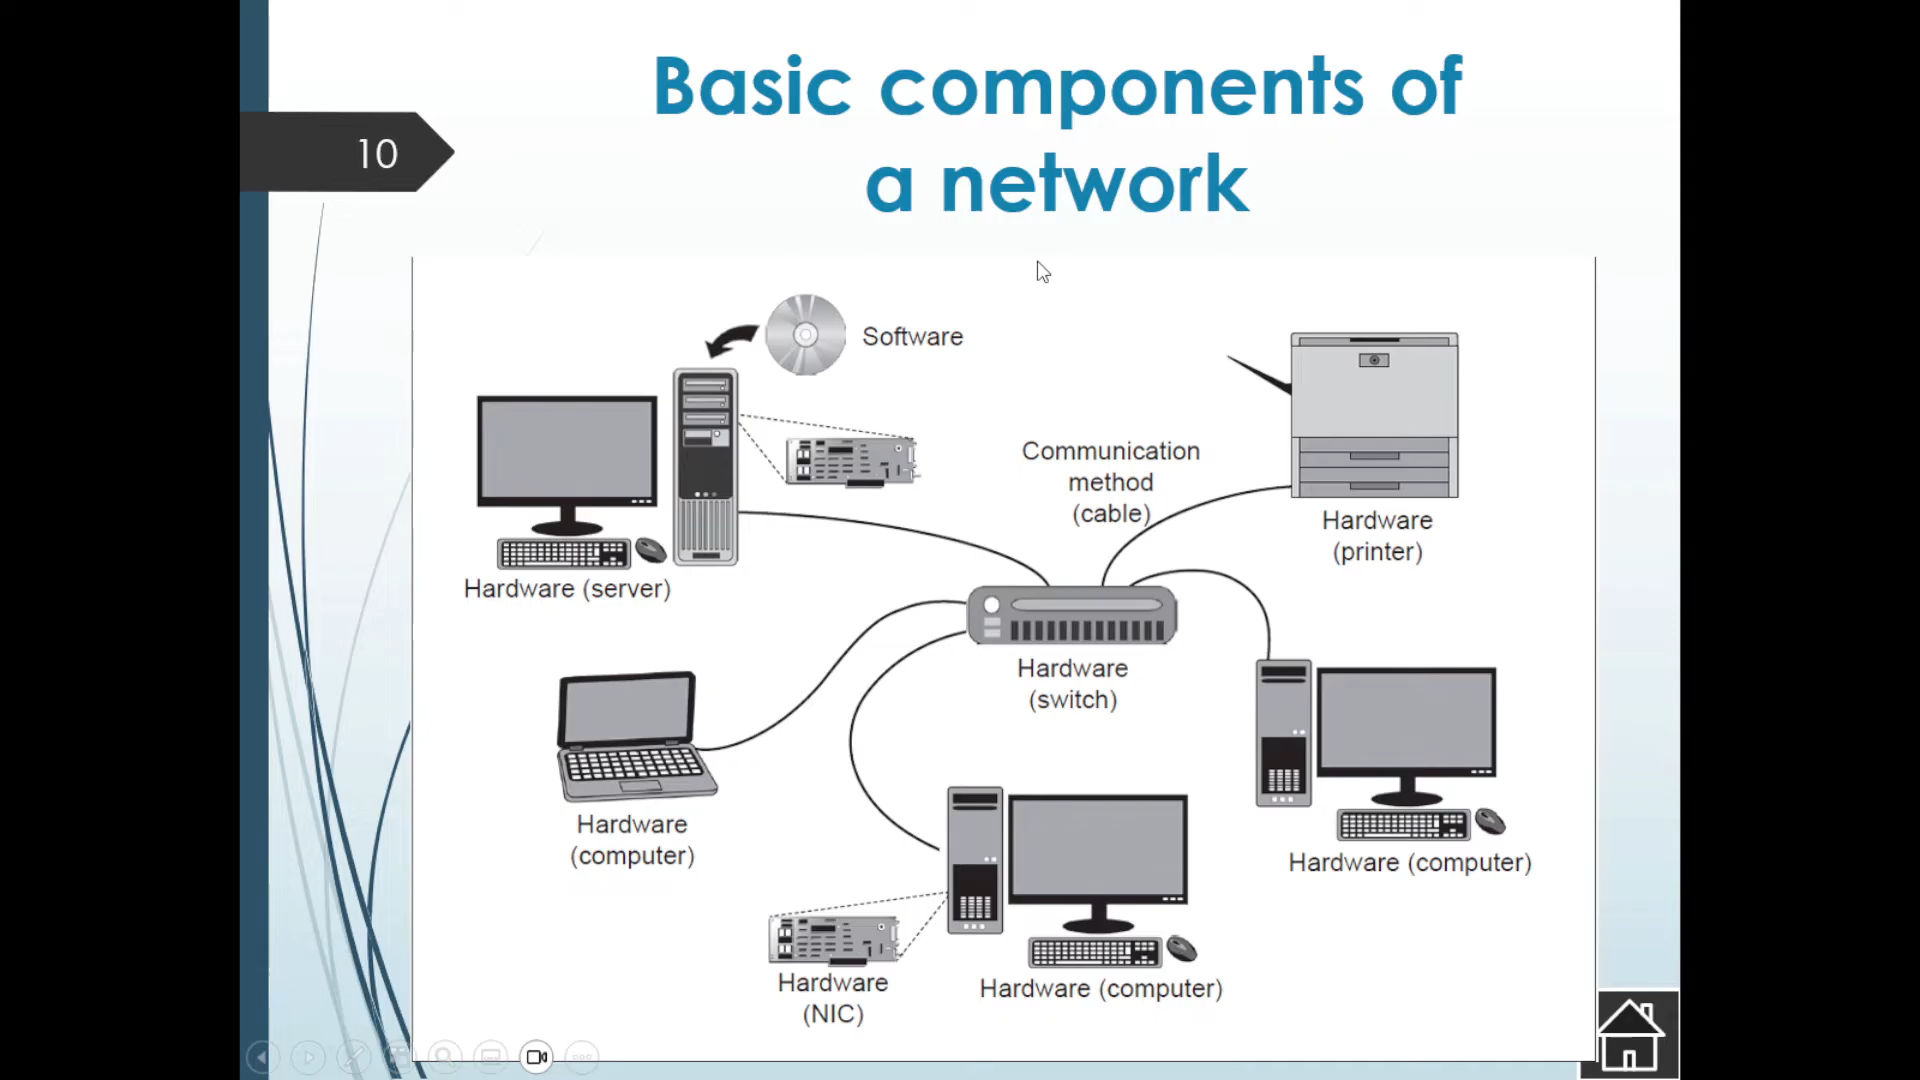 Basic components of
a network
10
Software
Communication
method
(cable)
Hardware
(printer)
Hardware (server)
Hardware
(switch)
Hardware
(computer)
Hardware (computer)
Hardware
(NIC)
Hardware (computer)